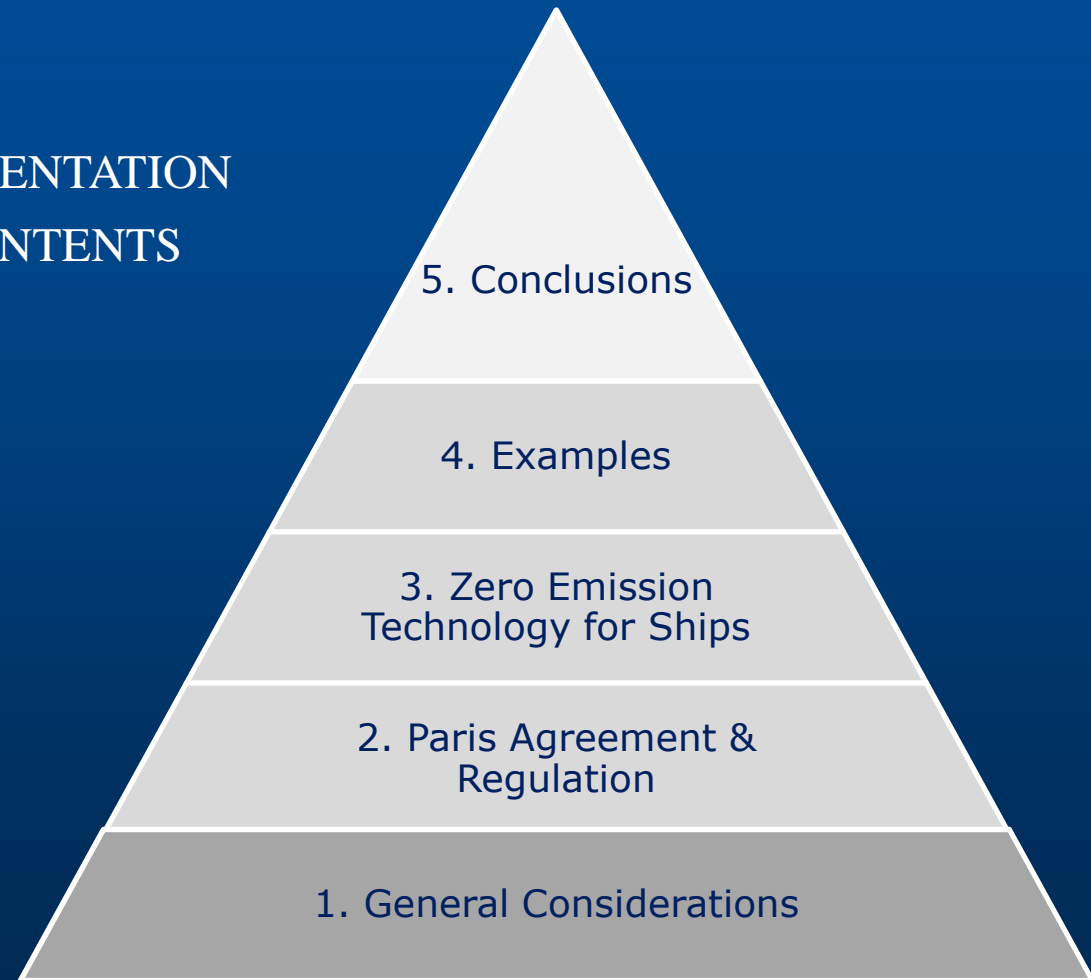 ENTATION
NTENTS
5. Conclusions
4. Examples
3. Zero Emission
Technology for Ships
2. Paris Agreement &
Regulation
1. General Considerations